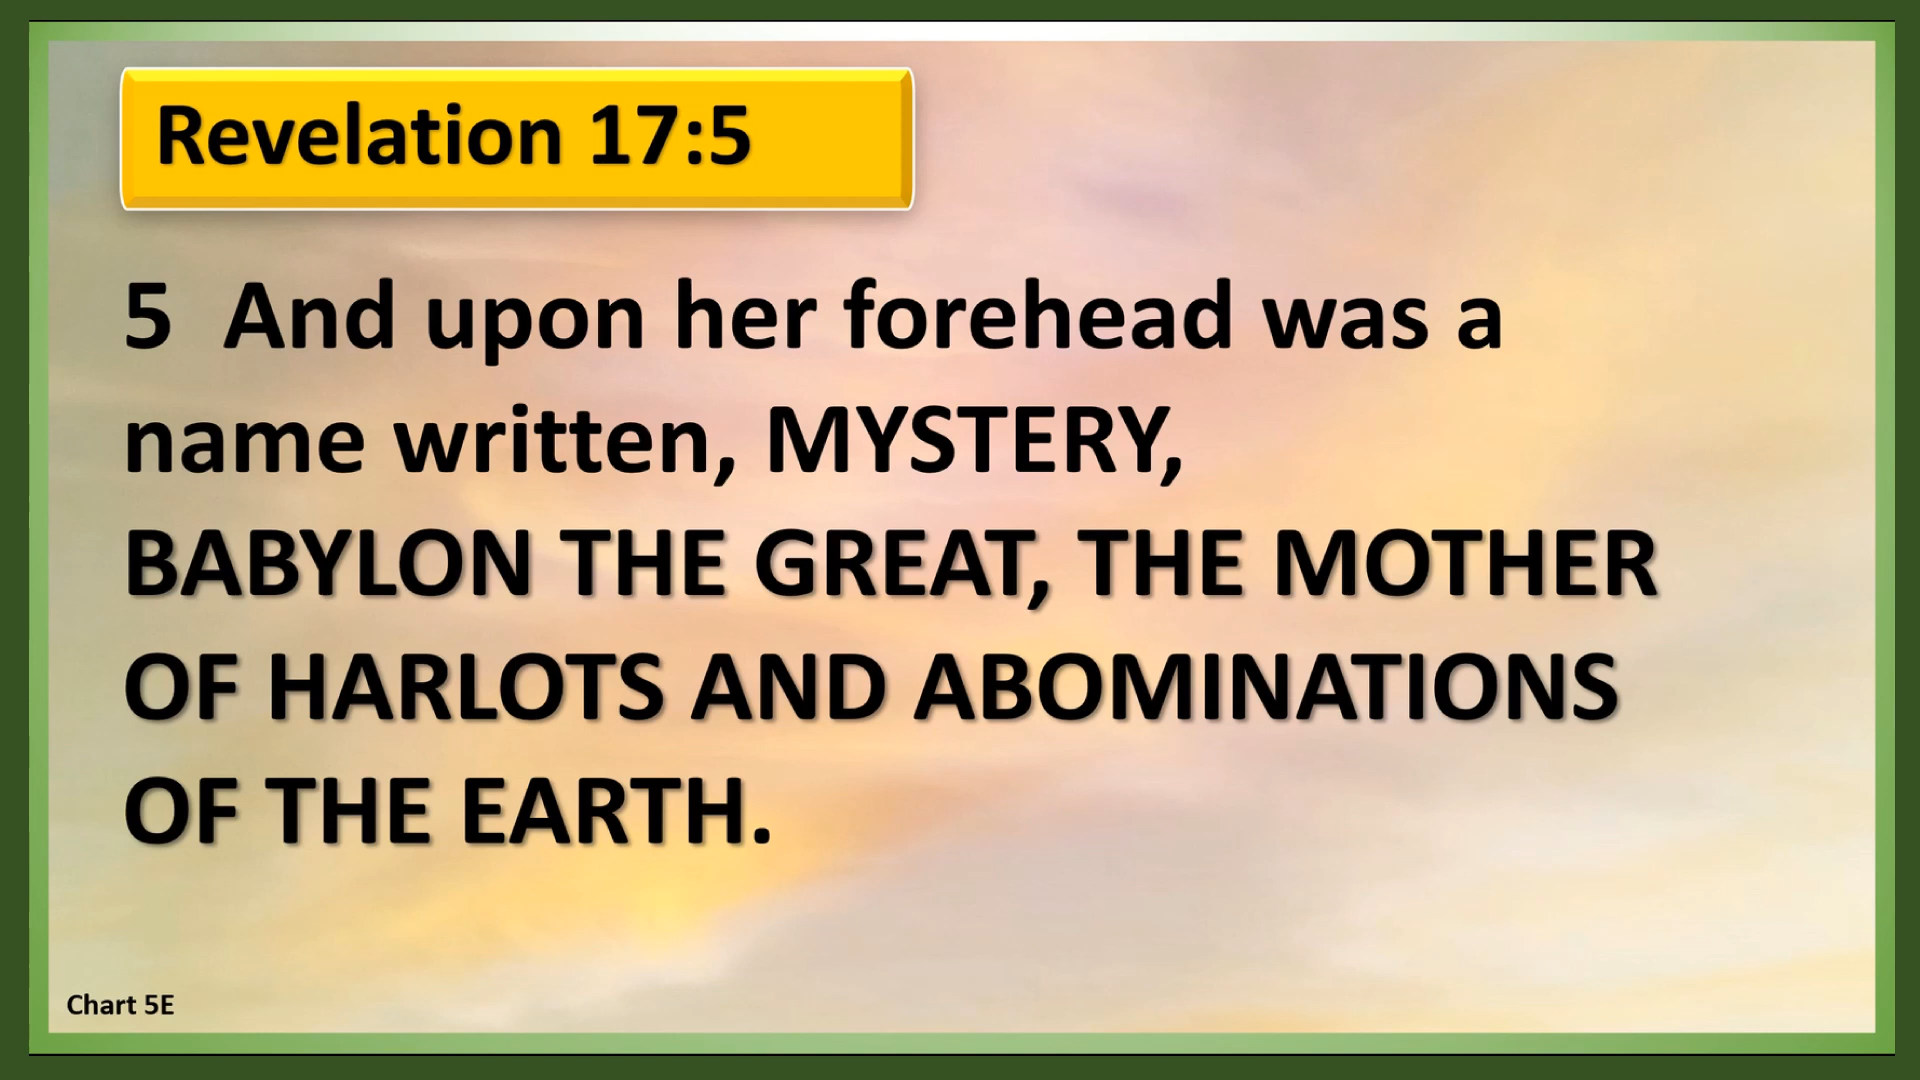 Revelation 17:5
5  And upon her forehead was a
name written, MYSTERY,
BABYLON THE GREAT, THE MOTHER
OF HARLOTS AND ABOMINATIONS
OF THE EARTH.
Chart 5E